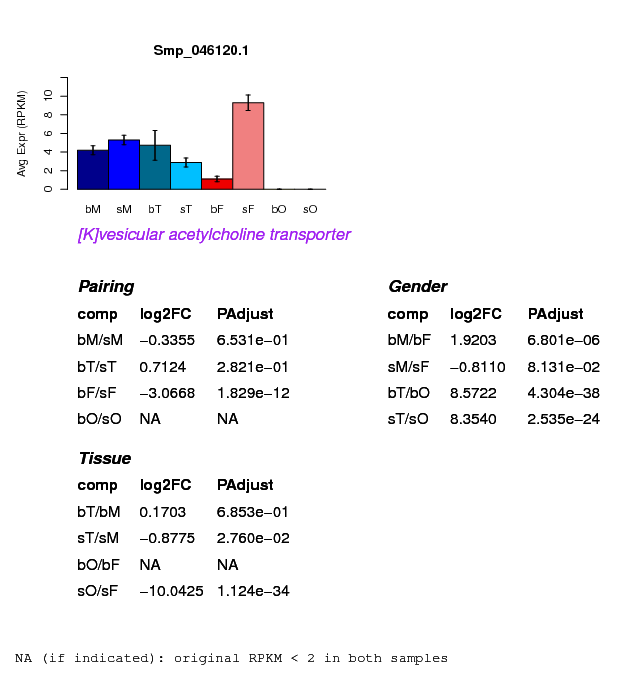 Smp_046120.1
Avg Expr (RPKM)
0 2 4 6 8 10
bM sM bT sT bF sF bO sO
[K]vesicular acetylcholine transporter
Pairing
comp log2FC PAdjust
bM/sM −0.3355 6.531e−01
bT/sT 0.7124 2.821e−01
bF/sF −3.0668 1.829e−12
bO/sO NA NA
Gender
comp log2FC PAdjust
bM/bF 1.9203 6.801e−06
sM/sF −0.8110 8.131e−02
bT/bO 8.5722 4.304e−38
sT/sO 8.3540 2.535e−24
Tissue
comp log2FC PAdjust
bT/bM 0.1703 6.853e−01
sT/sM −0.8775 2.760e−02
bO/bF NA NA
sO/sF −10.0425 1.124e−34
NA (if indicated): original RPKM < 2 in both samples